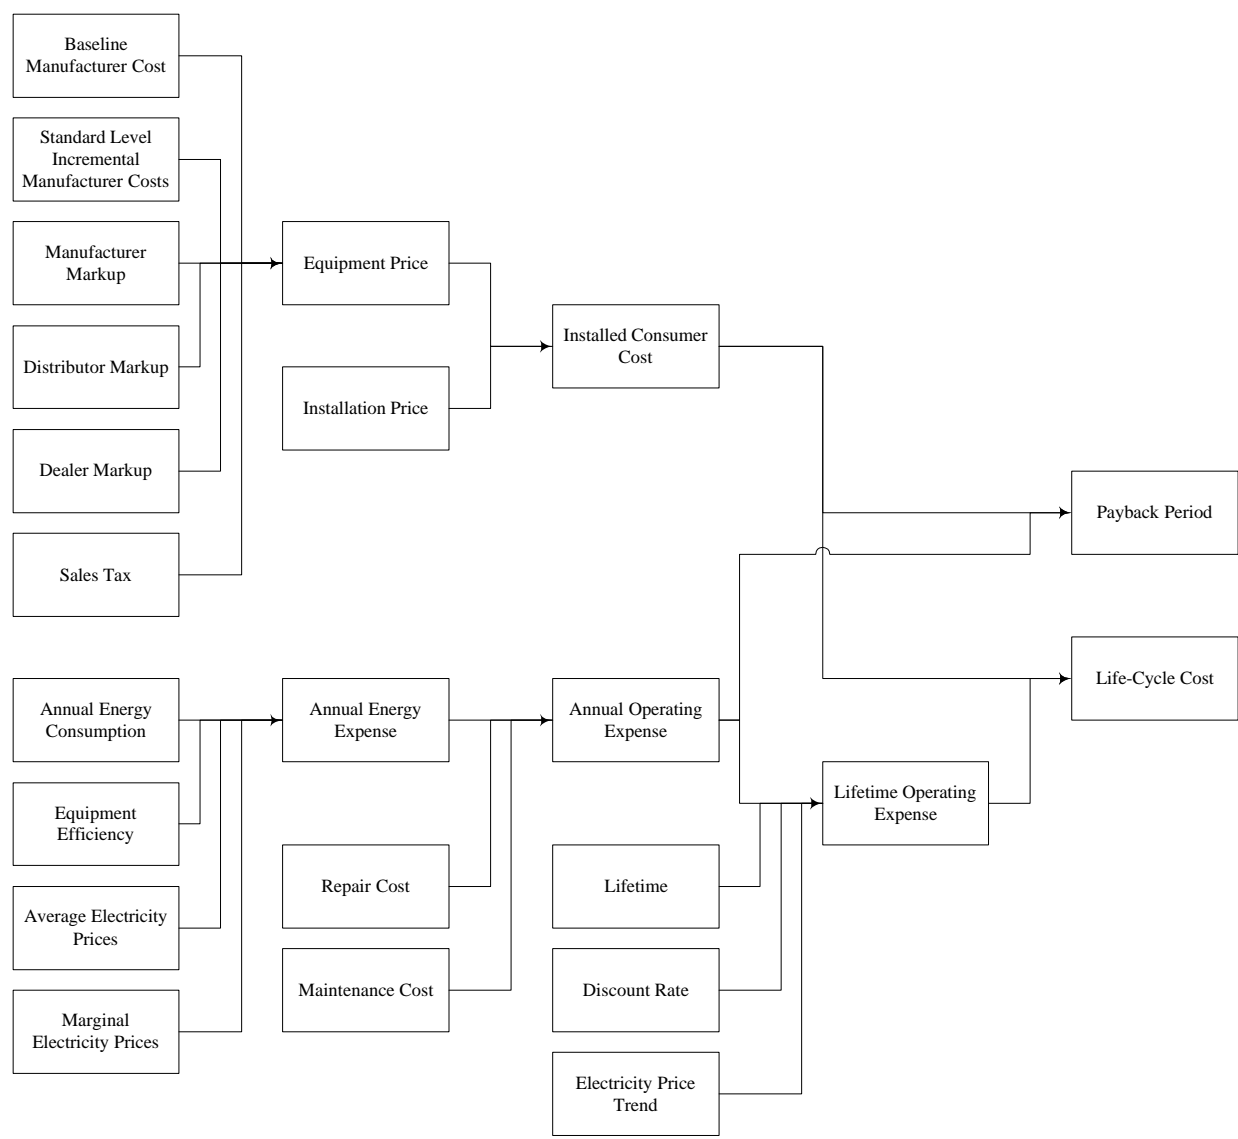 Baseline
Manufacturer Cost
Standard Level
Incremental
Manufacturer Costs
Manufacturer
Markup
Distributor Markup
Dealer Markup
Sales Tax
Equipment Price
Installation Price
Installed Consumer
Cost
Payback Period
Life-Cycle Cost
Annual Energy
Consumption
Equipment
Efficiency
Average Electricity
Prices
Marginal
Electricity Prices
Annual Energy
Expense
Repair Cost
Maintenance Cost
Annual Operating
Expense
Lifetime
Discount Rate
Electricity Price
Trend
Lifetime Operating
Expense